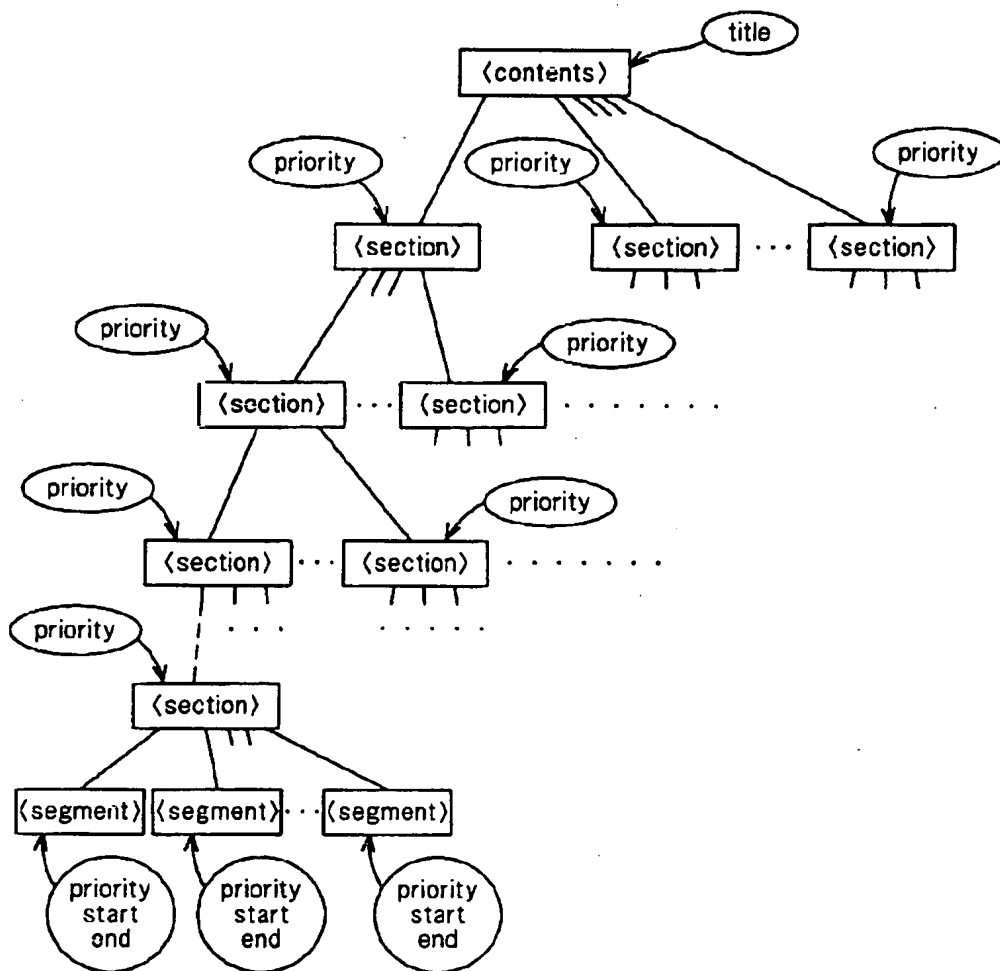 title
⟨contents⟩
priority
priority
priority
⟨section⟩
⟨section⟩
...
⟨section⟩
priority
priority
⟨section⟩
...
⟨section⟩
.......
priority
priority
⟨section⟩
...
⟨section⟩
.......
priority
⟨section⟩
⟨segment⟩
⟨segment⟩
...
⟨segment⟩
priority
start
end
priority
start
end
priority
start
end